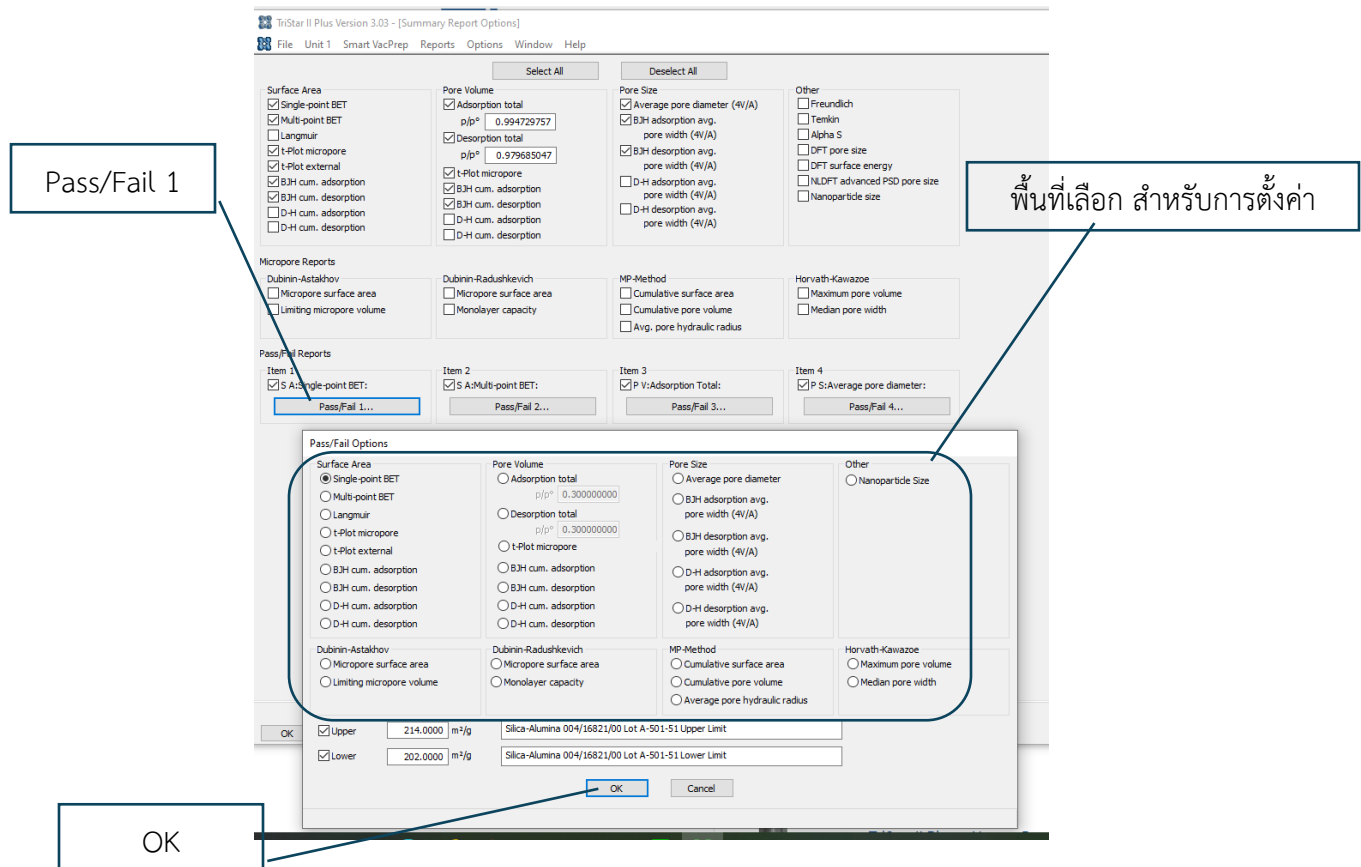 TriStar II Plus Version 3.03 - [Summary Report Options]
File Unit 1 Smart VacPrep Reports Options Window Help
Select All Deselect All
Surface Area
Single-point BET
Multi-point BET
Langmuir
t-Plot micropore
t-Plot external
BJH cum. adsorption
BJH cum. desorption
D-H cum. adsorption
D-H cum. desorption
Pore Volume
Adsorption total
p/p° 0.994729757
Desorption total
p/p° 0.979685047
t-Plot micropore
BJH cum. adsorption
BJH cum. desorption
D-H cum. adsorption
D-H cum. desorption
Pore Size
Average pore diameter (4V/A)
BJH adsorption avg.
pore width (4V/A)
BJH desorption avg.
pore width (4V/A)
D-H adsorption avg.
pore width (4V/A)
D-H desorption avg.
pore width (4V/A)
Other
Freundlich
Temkin
Alpha S
DFT pore size
DFT surface energy
NLDFT advanced PSD pore size
Nanoparticle size
Pass/Fail 1
พื้นที่เลือก สำหรับการตั้งค่า
Micropore Reports
Dubinin-Astakhov
Micropore surface area
Limiting micropore volume
Dubinin-Radushkevich
Micropore surface area
Monolayer capacity
MP-Method
Cumulative surface area
Cumulative pore volume
Avg. pore hydraulic radius
Horvath-Kawazoe
Maximum pore volume
Median pore width
Pass/Fail Reports
Item 1
S A:Single-point BET:
Pass/Fail 1...
Item 2
S A:Multi-point BET:
Pass/Fail 2...
Item 3
P V:Adsorption Total:
Pass/Fail 3...
Item 4
P S:Average pore diameter:
Pass/Fail 4...
Pass/Fail Options
Surface Area
Single-point BET
Multi-point BET
Langmuir
t-Plot micropore
t-Plot external
BJH cum. adsorption
BJH cum. desorption
D-H cum. adsorption
D-H cum. desorption
Pore Volume
Adsorption total
p/p° 0.300000000
Desorption total
p/p° 0.300000000
t-Plot micropore
BJH cum. adsorption
BJH cum. desorption
D-H cum. adsorption
D-H cum. desorption
Pore Size
Average pore diameter
BJH adsorption avg.
pore width (4V/A)
BJH desorption avg.
pore width (4V/A)
D-H adsorption avg.
pore width (4V/A)
D-H desorption avg.
pore width (4V/A)
Other
Nanoparticle Size
Dubinin-Astakhov
Micropore surface area
Limiting micropore volume
Dubinin-Radushkevich
Micropore surface area
Monolayer capacity
MP-Method
Cumulative surface area
Cumulative pore volume
Average pore hydraulic radius
Horvath-Kawazoe
Maximum pore volume
Median pore width
OK
Upper 214.0000 m²/g Silica-Alumina 004/16821/00 Lot A-501-51 Upper Limit
Lower 202.0000 m²/g Silica-Alumina 004/16821/00 Lot A-501-51 Lower Limit
OK Cancel
OK